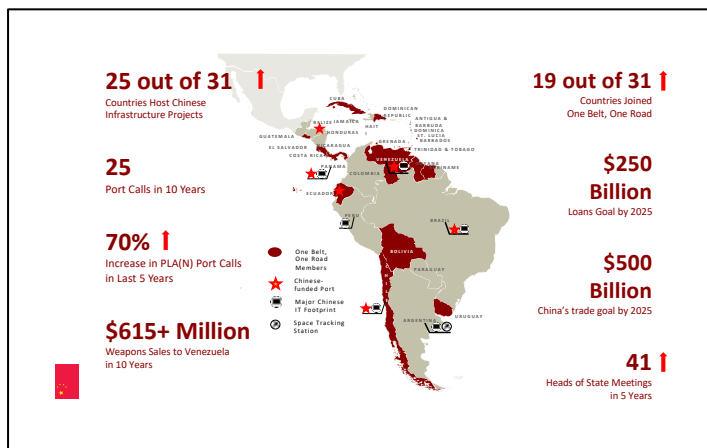 25 out of 31
Countries Host Chinese
Infrastructure Projects
25
Port Calls in 10 Years
70%
Increase in PLA(N) Port Calls
in Last 5 Years
$615+ Million
Weapons Sales to Venezuela
in 10 Years
CUBA
DOMINICAN
REPUBLIC
BELIZE
JAMAICA
HAIT
ANTIGUA &
BARBUDA
DOMINICA
ST. LUCIA
BARBADOS
GUATEMALA
HONDURAS
GRENADA
EL SALVADOR
NICARAGUA
TRINIDAD & TOBAGO
COSTA RICA
PANAMA
VENEZUELA
COLOMBIA
ECUADOR
PERU
BRAZIL
BOLIVIA
PARAGUAY
ARGENTINA
URUGUAY
One Belt,
One Road
Members
Chinese-
funded Port
Major Chinese
IT Footprint
Space Tracking
Station
19 out of 31
Countries Joined
One Belt, One Road
$250
Billion
Loans Goal by 2025
$500
Billion
China's trade goal by 2025
41
Heads of State Meetings
in 5 Years